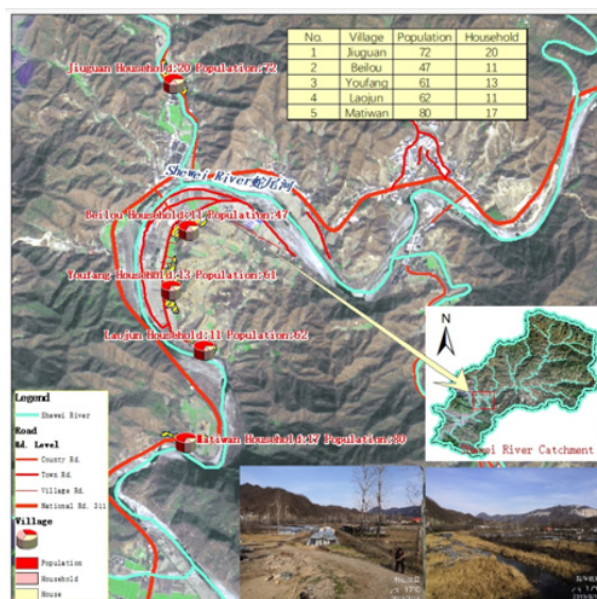 No. Village Population Household
1 Jiuguan 72 20
2 Beilou 47 11
3 Youfang 61 13
4 Laojun 62 11
5 Matiwan 80 17
Jiuguan Household:20 Population:72
Shewei River蛇尾河
Beilou Household:11 Population:47
Youfang Household:13 Population:61
Laojun Household:11 Population:62
Matiwan Household:17 Population:80
N
Shewei River Catchment
Legend
Shewei River
Road
Rd. Level
County Rd.
Town Rd.
Village Rd.
National Rd. 311
Village
Population
Household
House